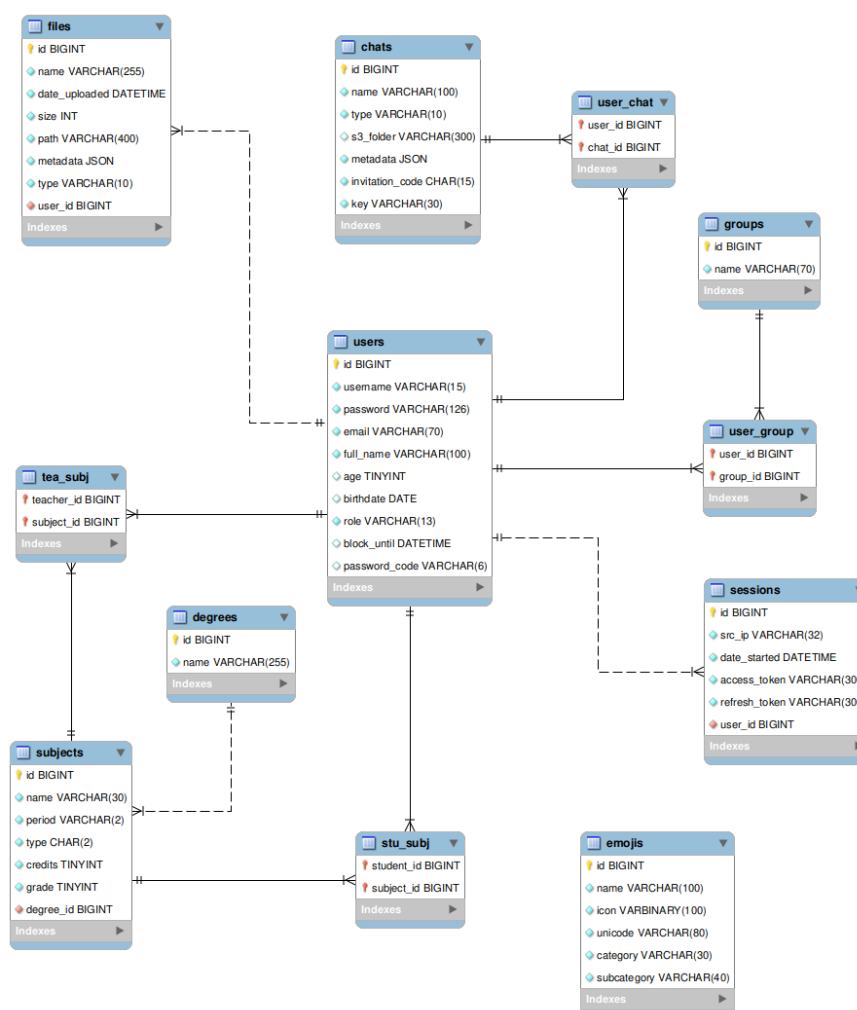 files
id BIGINT
name VARCHAR(255)
date_uploaded DATETIME
size INT
path VARCHAR(400)
metadata JSON
type VARCHAR(10)
user_id BIGINT
Indexes
chats
id BIGINT
name VARCHAR(100)
type VARCHAR(10)
s3_folder VARCHAR(300)
metadata JSON
invitation_code CHAR(15)
key VARCHAR(30)
Indexes
user_chat
user_id BIGINT
chat_id BIGINT
Indexes
groups
id BIGINT
name VARCHAR(70)
Indexes
users
id BIGINT
username VARCHAR(15)
password VARCHAR(126)
email VARCHAR(70)
full_name VARCHAR(100)
age TINYINT
birthdate DATE
role VARCHAR(13)
block_until DATETIME
password_code VARCHAR(6)
Indexes
user_group
user_id BIGINT
group_id BIGINT
Indexes
tea_subj
teacher_id BIGINT
subject_id BIGINT
Indexes
degrees
id BIGINT
name VARCHAR(255)
Indexes
sessions
id BIGINT
src_ip VARCHAR(32)
date_started DATETIME
access_token VARCHAR(30
refresh_token VARCHAR(30
user_id BIGINT
Indexes
subjects
id BIGINT
name VARCHAR(30)
period VARCHAR(2)
type CHAR(2)
credits TINYINT
grade TINYINT
degree_id BIGINT
Indexes
stu_subj
student_id BIGINT
subject_id BIGINT
Indexes
emojis
id BIGINT
name VARCHAR(100)
icon VARBINARY(100)
unicode VARCHAR(80)
category VARCHAR(30)
subcategory VARCHAR(40)
Indexes